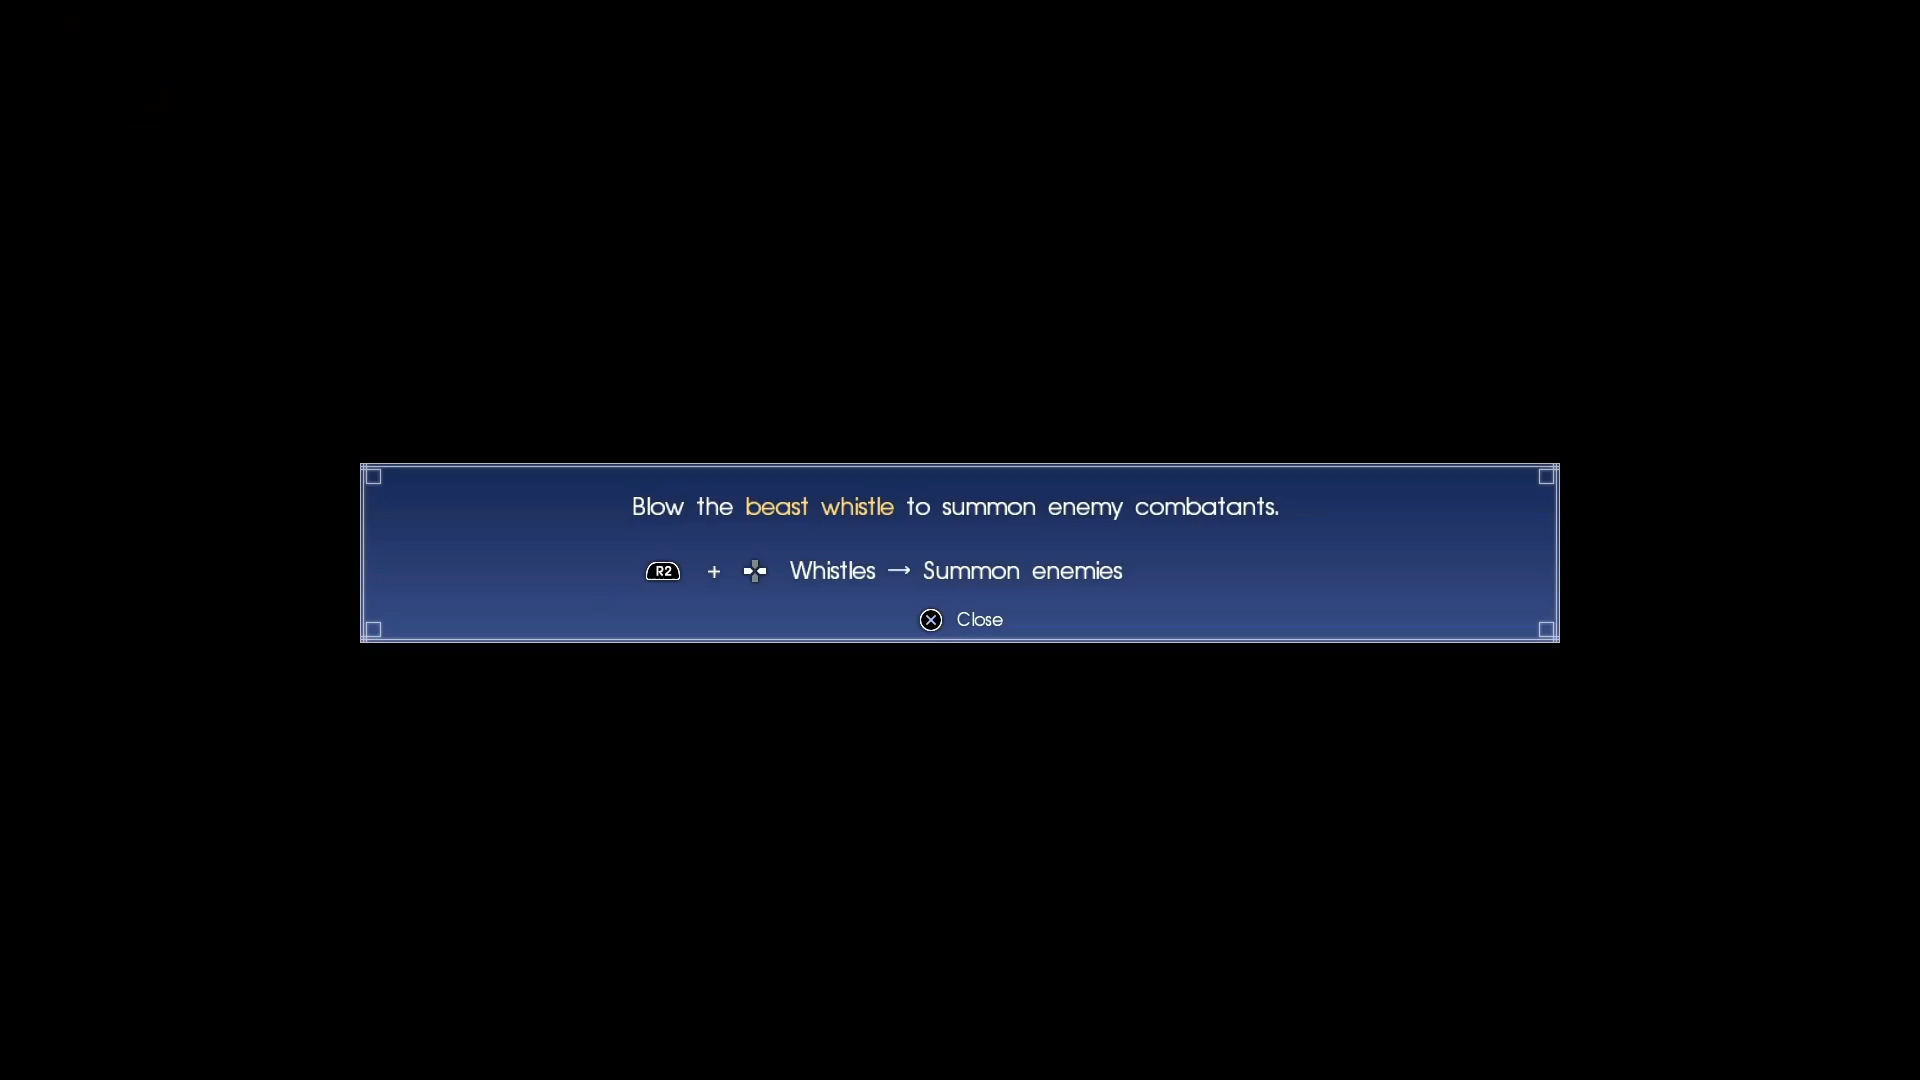 Blow the beast whistle to summon enemy combatants.
R2 + Whistles → Summon enemies
Close